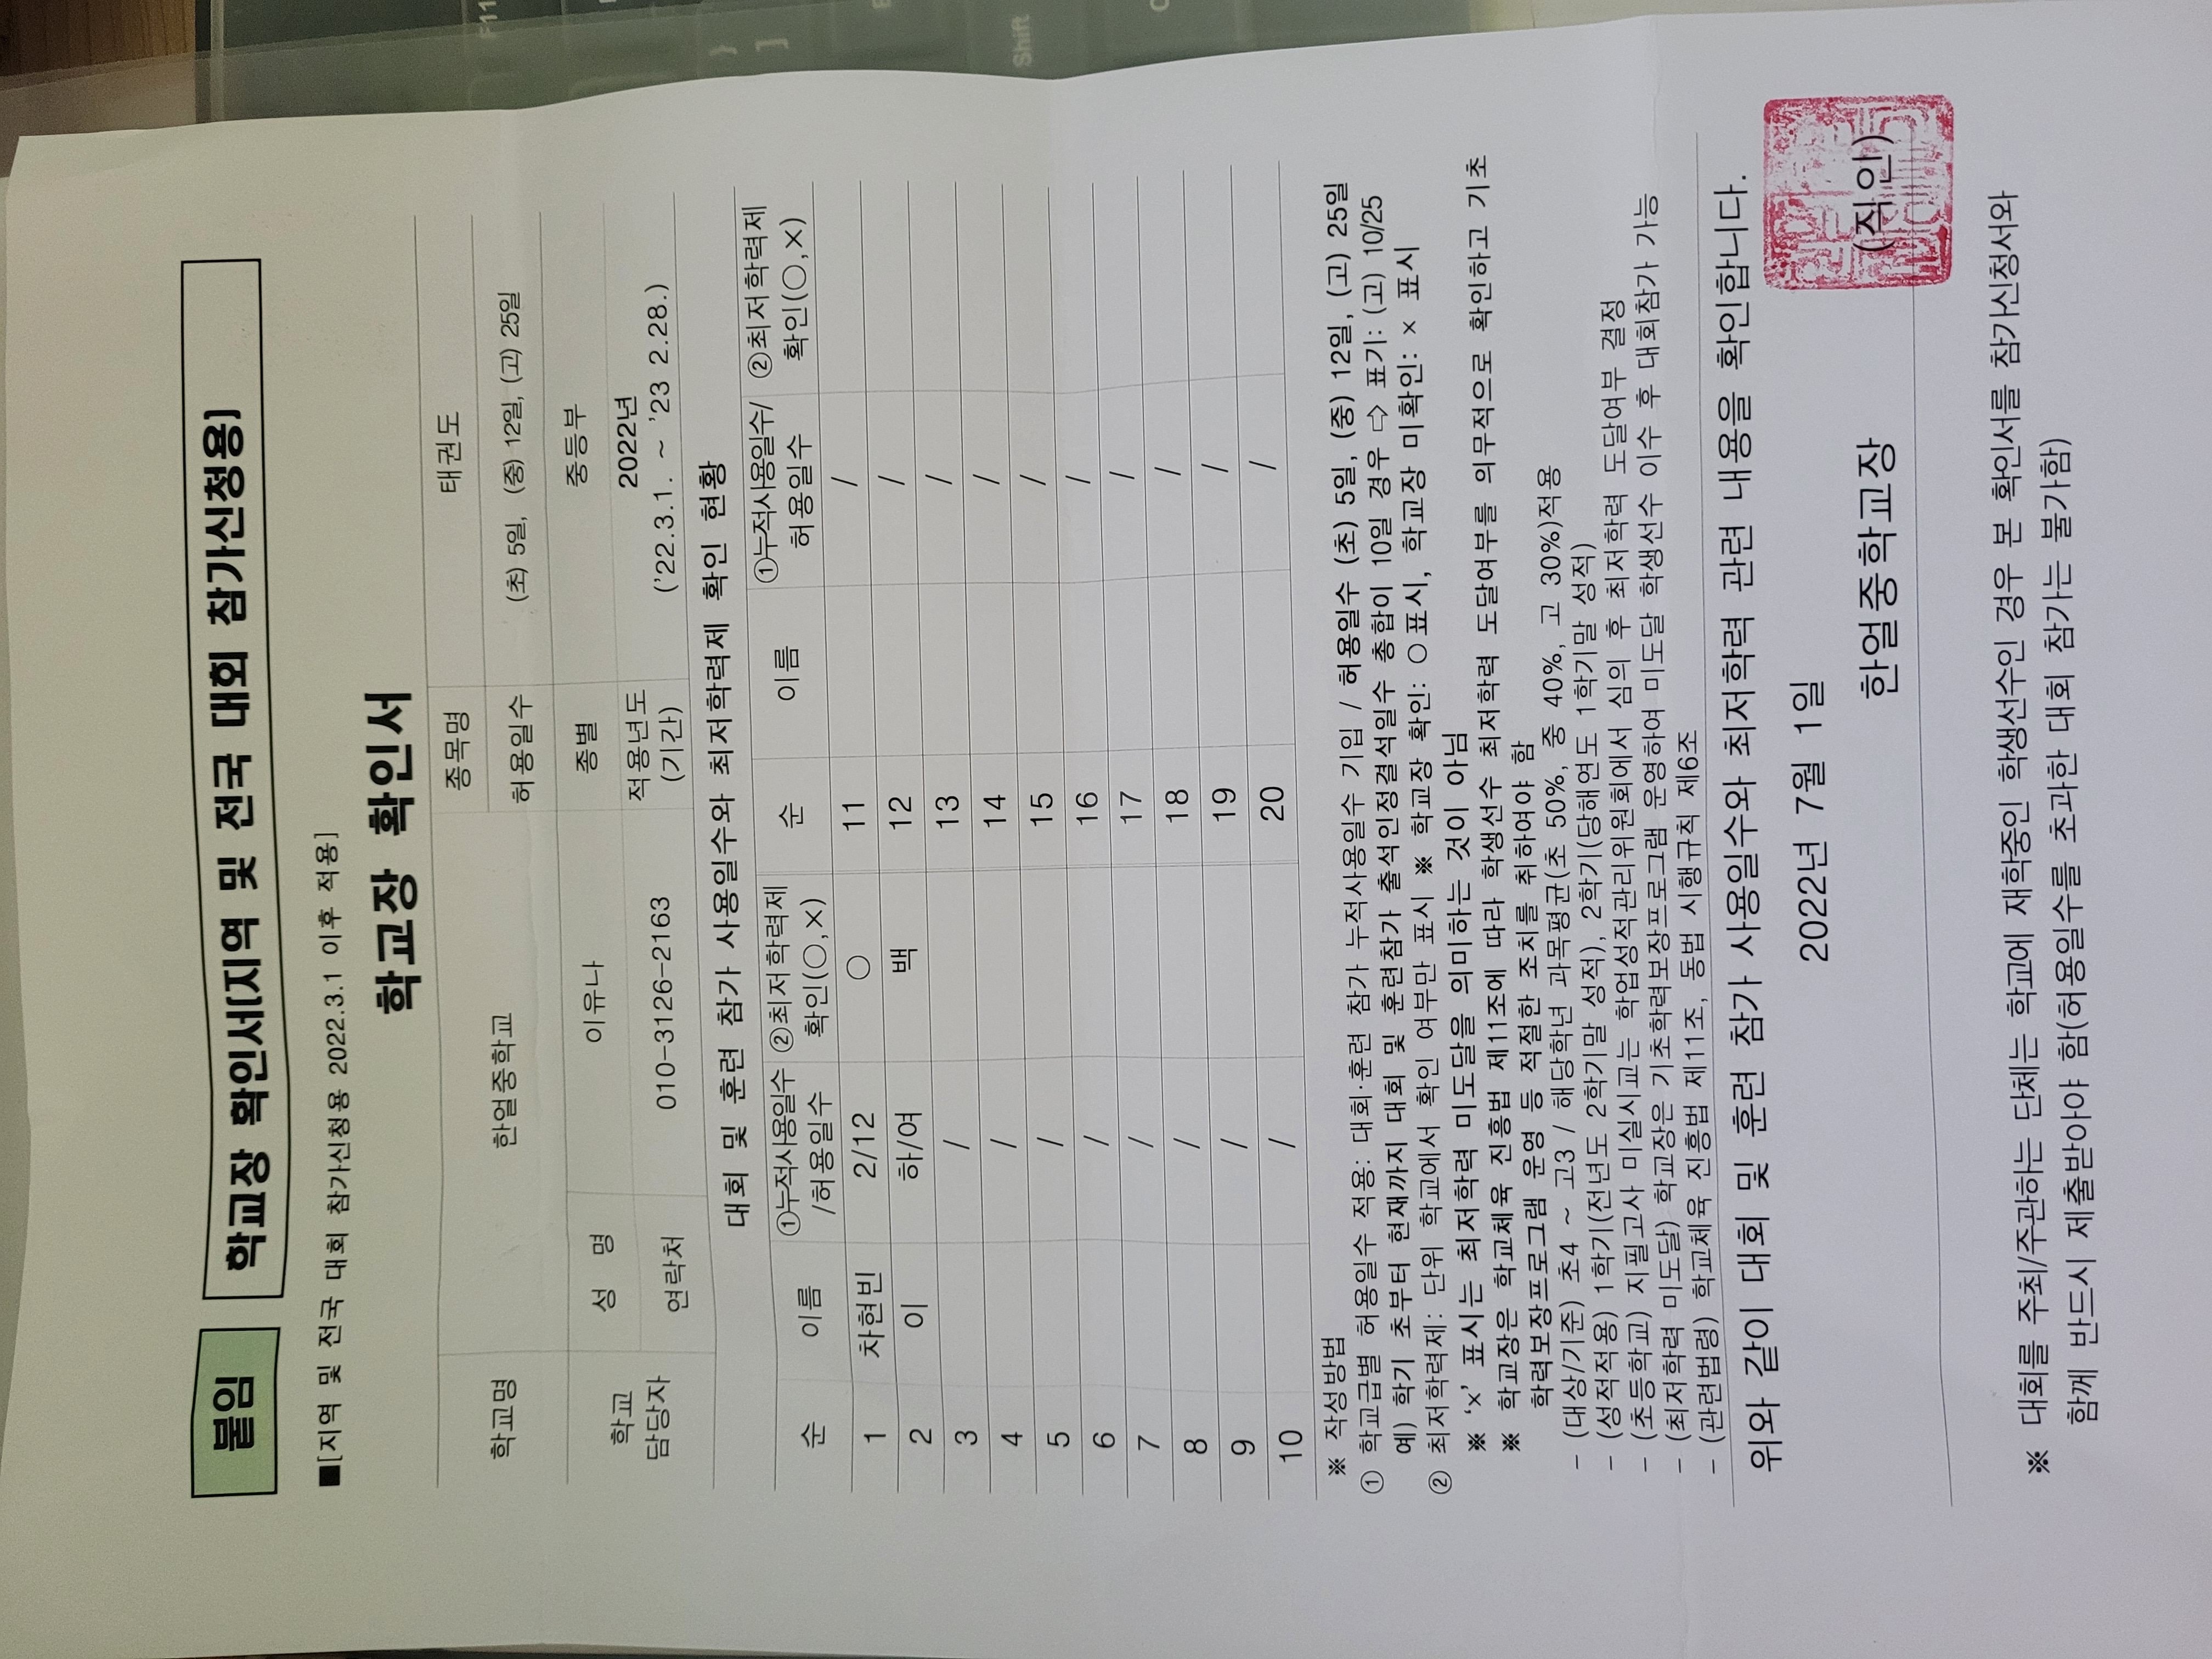 붙임
학교장 확인서(지역 및 전국 대회 참가신청용)
■[지역 및 전국 대회 참가신청용 2022.3.1 이후 적용]
학교장 확인서
학교명 한얼중학교 종목명 태권도
허용일수 (초) 5일, (중) 12일, (고) 25일
학교 담당자 성 명 이유나 종별 중등부
연락처 010-3126-2163 적용년도 (기간) 2022년
('22.3.1. ~ '23 2.28.)
대회 및 훈련 참가 사용일수와 최저학력제 확인 현황
순 이름 ①누적사용일수 /허용일수 ②최저학력제 확인(○,×) 순 이름 ①누적사용일수/ 허용일수 ②최저학력제 확인(○,×)
1 차현빈 2/12 ○ 11 /
2 이 하/여 백 12 /
3 / 13 /
4 / 14 /
5 / 15 /
6 / 16 /
7 / 17 /
8 / 18 /
9 / 19 /
10 / 20 /
※ 작성방법
① 학교급별 허용일수 적용: 대회·훈련 참가 누적사용일수 기입 / 허용일수 (초) 5일, (중) 12일, (고) 25일
예) 학기 초부터 현재까지 대회 및 훈련참가 출석인정결석일수 총합이 10일 경우 ⇨ 표기: (고) 10/25
② 최저학력제: 단위 학교에서 확인 여부만 표시 ※ 학교장 확인: ○ 표시, 학교장 미확인: × 표시
※ '×' 표시는 최저학력 미도달을 의미하는 것이 아님
※ 학교장은 학교체육 진흥법 제11조에 따라 학생선수 최저학력 도달여부를 의무적으로 확인하고 기초
학력보장프로그램 운영 등 적절한 조치를 취하여야 함
- (대상/기준) 초4 ~ 고3 / 해당학년 과목평균(초 50%, 중 40%, 고 30%)적용
- (성적적용) 1학기(전년도 2학기말 성적), 2학기(당해연도 1학기말 성적)
- (초등학교) 지필고사 미실시교는 학업성적관리위원회에서 심의 후 최저학력 도달여부 결정
- (최저학력 미도달) 학교장은 기초학력보장프로그램 운영하여 미도달 학생선수 이수 후 대회참가 가능
- (관련법령) 학교체육 진흥법 제11조, 동법 시행규칙 제6조
위와 같이 대회 및 훈련 참가 사용일수와 최저학력 관련 내용을 확인합니다.
2022년 7월 1일
한얼중학교장 (직인)
※ 대회를 주최/주관하는 단체는 학교에 재학중인 학생선수인 경우 본 확인서를 참가신청서와
함께 반드시 제출받아야 함(허용일수를 초과한 대회 참가는 불가함)
F11
}
]
Shift